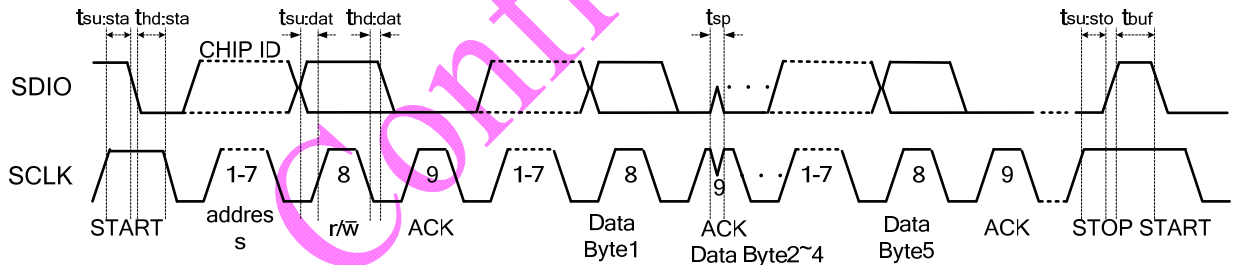 tsu:sta thd:sta tsu:dat thd:dat tsp tsu:sto tbuf
CHIP ID
SDIO
SCLK 1-7 8 9 1-7 8 9 1-7 8 9
START addres
s r/w̅ ACK Data
Byte1 ACK
Data Byte2~4 Data
Byte5 ACK STOP START